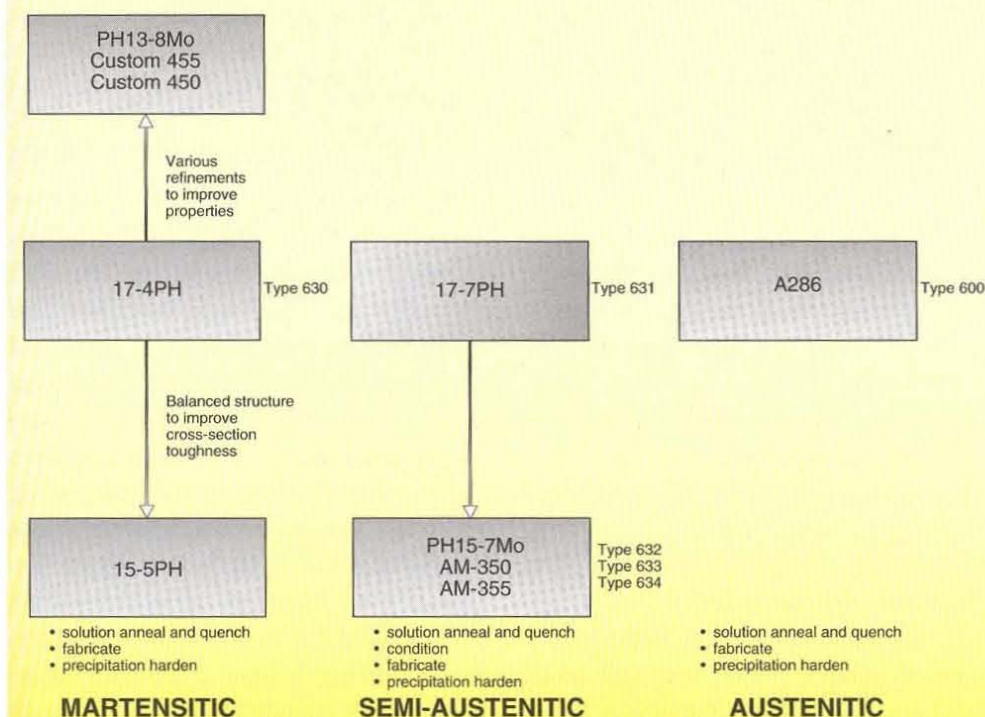 PH13-8Mo
Custom 455
Custom 450
Various
refinements
to improve
properties
17-4PH
Type 630
17-7PH
Type 631
A286
Type 600
Balanced structure
to improve
cross-section
toughness
15-5PH
PH15-7Mo
AM-350
AM-355
Type 632
Type 633
Type 634
• solution anneal and quench
• fabricate
• precipitation harden
MARTENSITIC
• solution anneal and quench
• condition
• fabricate
• precipitation harden
SEMI-AUSTENITIC
• solution anneal and quench
• fabricate
• precipitation harden
AUSTENITIC